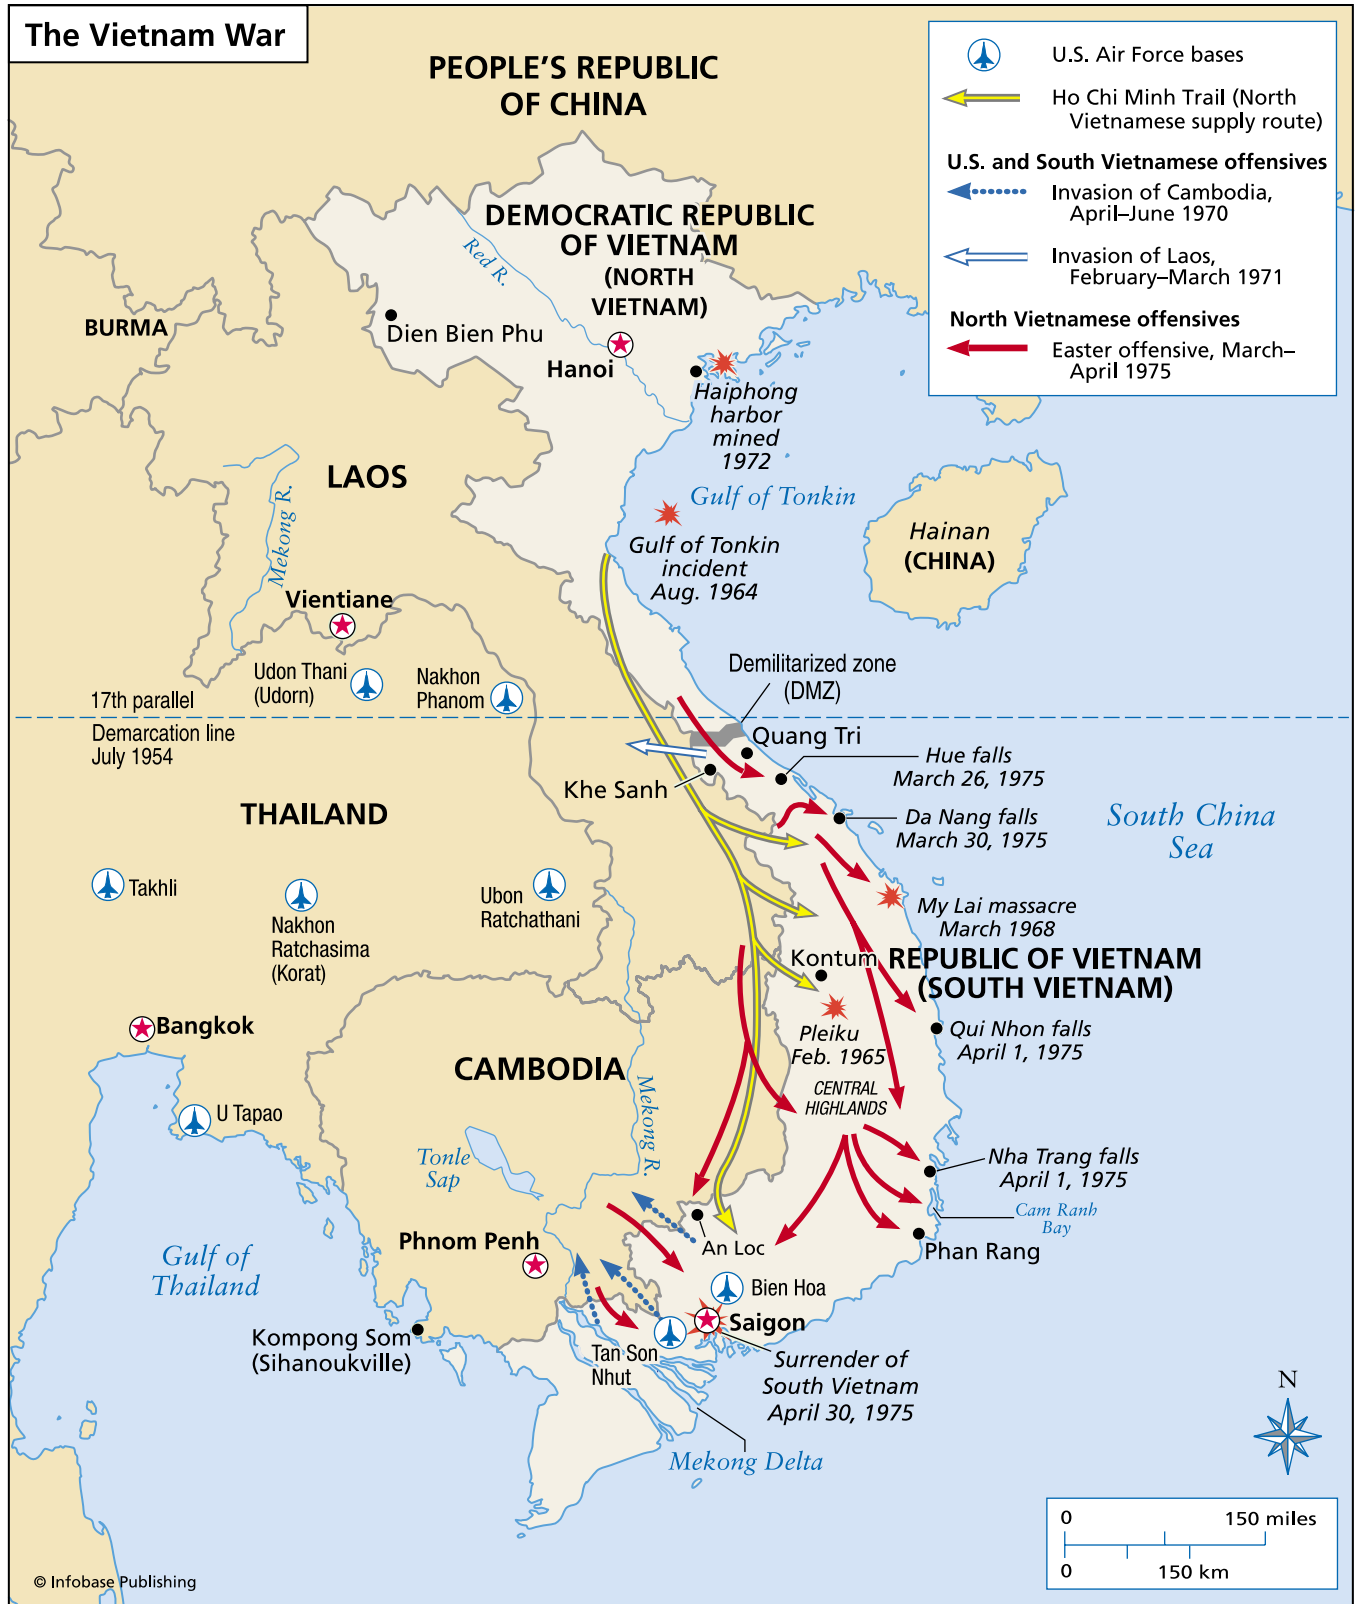 The Vietnam War
PEOPLE'S REPUBLIC
OF CHINA
U.S. Air Force bases
Ho Chi Minh Trail (North
Vietnamese supply route)
U.S. and South Vietnamese offensives
Invasion of Cambodia,
April–June 1970
Invasion of Laos,
February–March 1971
North Vietnamese offensives
Easter offensive, March–
April 1975
DEMOCRATIC REPUBLIC
OF VIETNAM
(NORTH
VIETNAM)
Red R.
BURMA
Dien Bien Phu
Hanoi
Haiphong
harbor
mined
1972
LAOS
Mekong R.
Gulf of Tonkin
Gulf of Tonkin
incident
Aug. 1964
Hainan
(CHINA)
Vientiane
Udon Thani
(Udorn)
Nakhon
Phanom
17th parallel
Demarcation line
July 1954
Demilitarized zone
(DMZ)
Quang Tri
Khe Sanh
Hue falls
March 26, 1975
Da Nang falls
March 30, 1975
South China
Sea
THAILAND
Takhli
Nakhon
Ratchasima
(Korat)
Ubon
Ratchathani
My Lai massacre
March 1968
Kontum
REPUBLIC OF VIETNAM
(SOUTH VIETNAM)
Pleiku
Feb. 1965
Qui Nhon falls
April 1, 1975
Bangkok
CAMBODIA
Mekong R.
CENTRAL
HIGHLANDS
U Tapao
Tonle
Sap
Nha Trang falls
April 1, 1975
Cam Ranh
Bay
Phan Rang
Phnom Penh
An Loc
Gulf of
Thailand
Bien Hoa
Saigon
Kompong Som
(Sihanoukville)
Tan Son
Nhut
Surrender of
South Vietnam
April 30, 1975
Mekong Delta
N
0 150 miles
0 150 km
© Infobase Publishing